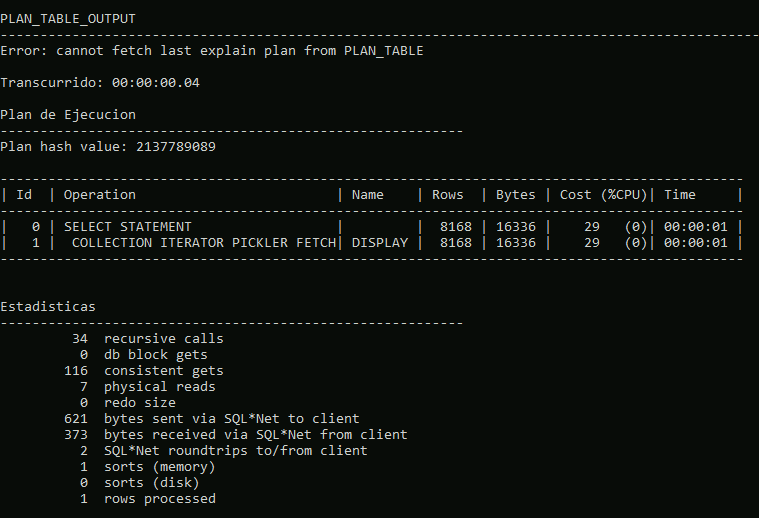 PLAN_TABLE_OUTPUT
--------------------------------------------------------------------------------
Error: cannot fetch last explain plan from PLAN_TABLE
Transcurrido: 00:00:00.04
Plan de Ejecucion
----------------------------------------------------------
Plan hash value: 2137789089
---------------------------------------------------------------------------------------------
| Id  | Operation                         | Name    | Rows  | Bytes | Cost (%CPU)| Time     |
---------------------------------------------------------------------------------------------
|   0 | SELECT STATEMENT                  |         |  8168 | 16336 |    29   (0)| 00:00:01 |
|   1 |  COLLECTION ITERATOR PICKLER FETCH| DISPLAY |  8168 | 16336 |    29   (0)| 00:00:01 |
---------------------------------------------------------------------------------------------
Estadisticas
----------------------------------------------------------
         34  recursive calls
          0  db block gets
        116  consistent gets
          7  physical reads
          0  redo size
        621  bytes sent via SQL*Net to client
        373  bytes received via SQL*Net from client
          2  SQL*Net roundtrips to/from client
          1  sorts (memory)
          0  sorts (disk)
          1  rows processed